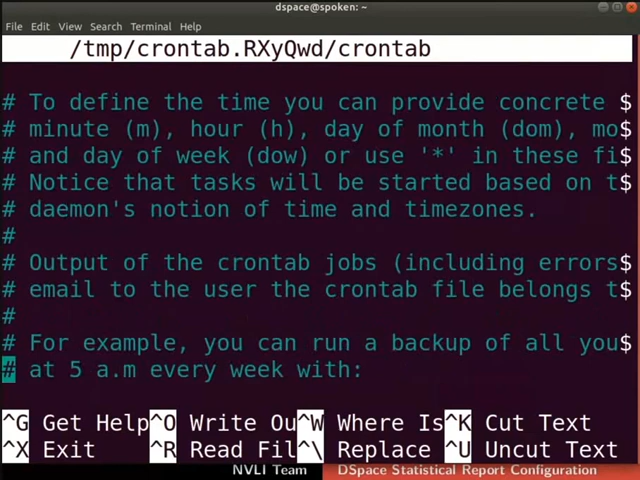 dspace@spoken: ~
File Edit View Search Terminal Help
/tmp/crontab.RXyQwd/crontab
# To define the time you can provide concrete $
# minute (m), hour (h), day of month (dom), mo$
# and day of week (dow) or use '*' in these fi$
# Notice that tasks will be started based on t$
# daemon's notion of time and timezones.
#
# Output of the crontab jobs (including errors$
# email to the user the crontab file belongs t$
#
# For example, you can run a backup of all you$
# at 5 a.m every week with:
^G Get Help ^O Write Ou ^W Where Is ^K Cut Text
^X Exit ^R Read Fil ^\ Replace ^U Uncut Text
NVLI Team DSpace Statistical Report Configuration